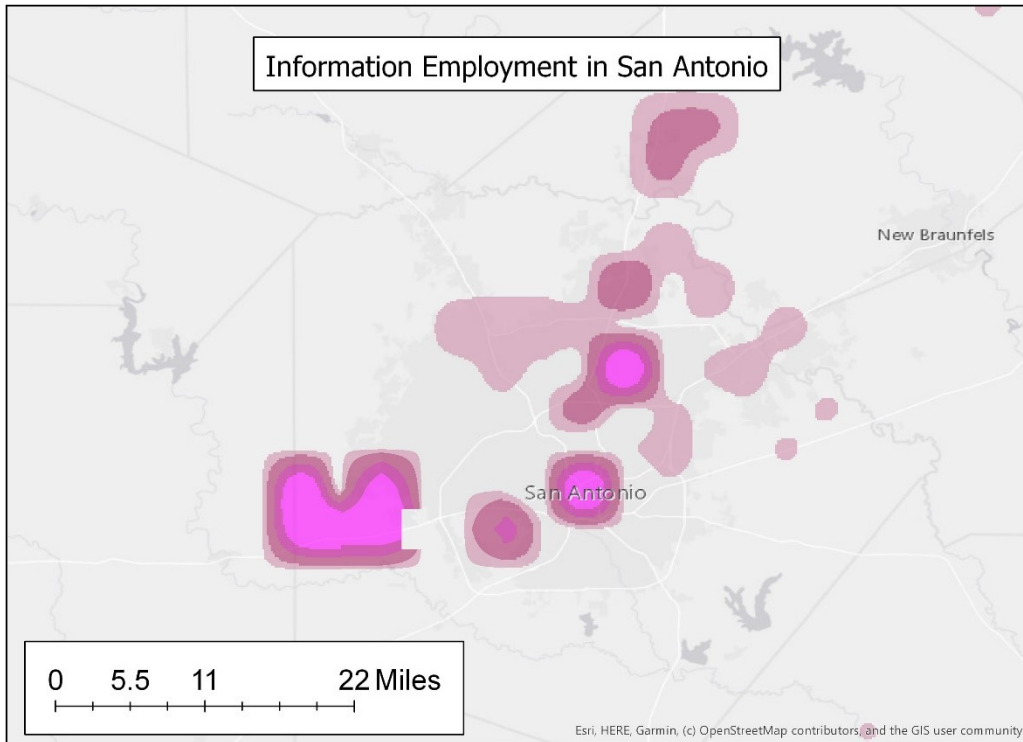 Information Employment in San Antonio
New Braunfels
San Antonio
0 5.5 11 22 Miles
Esri, HERE, Garmin, (c) OpenStreetMap contributors, and the GIS user community